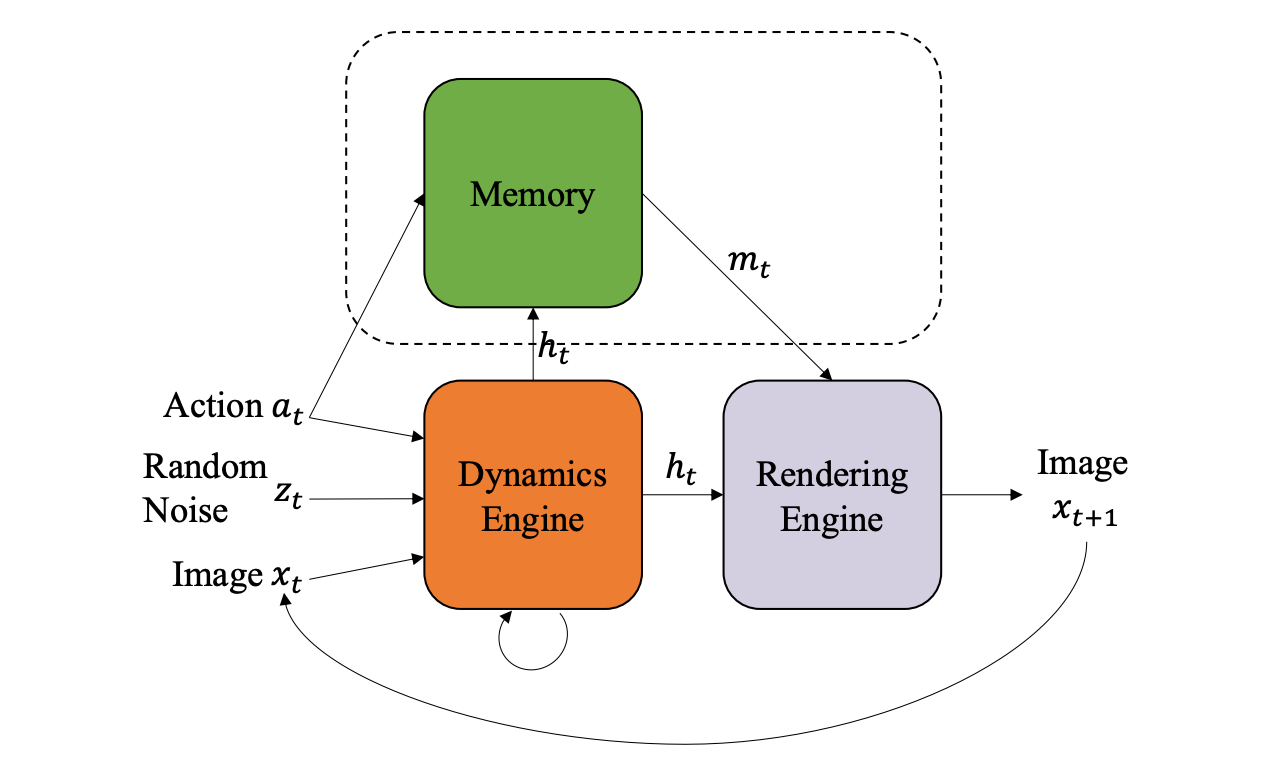 Memory
m_t
h_t
Action a_t
Random
Noise
z_t
Image x_t
Dynamics
Engine
h_t
Rendering
Engine
Image
x_{t+1}